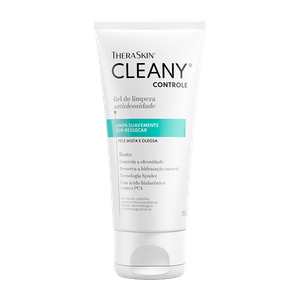 THERASKIN®
CLEANY®
CONTROLE
Gel de limpeza
antioleosidade
LIMPA SUAVEMENTE
SEM RESSECAR
PELE MISTA E OLEOSA
Rosto
Controla a oleosidade
Preserva a hidratação natural
Tecnologia Syndet
Com ácido hialurônico
e zinco PCA